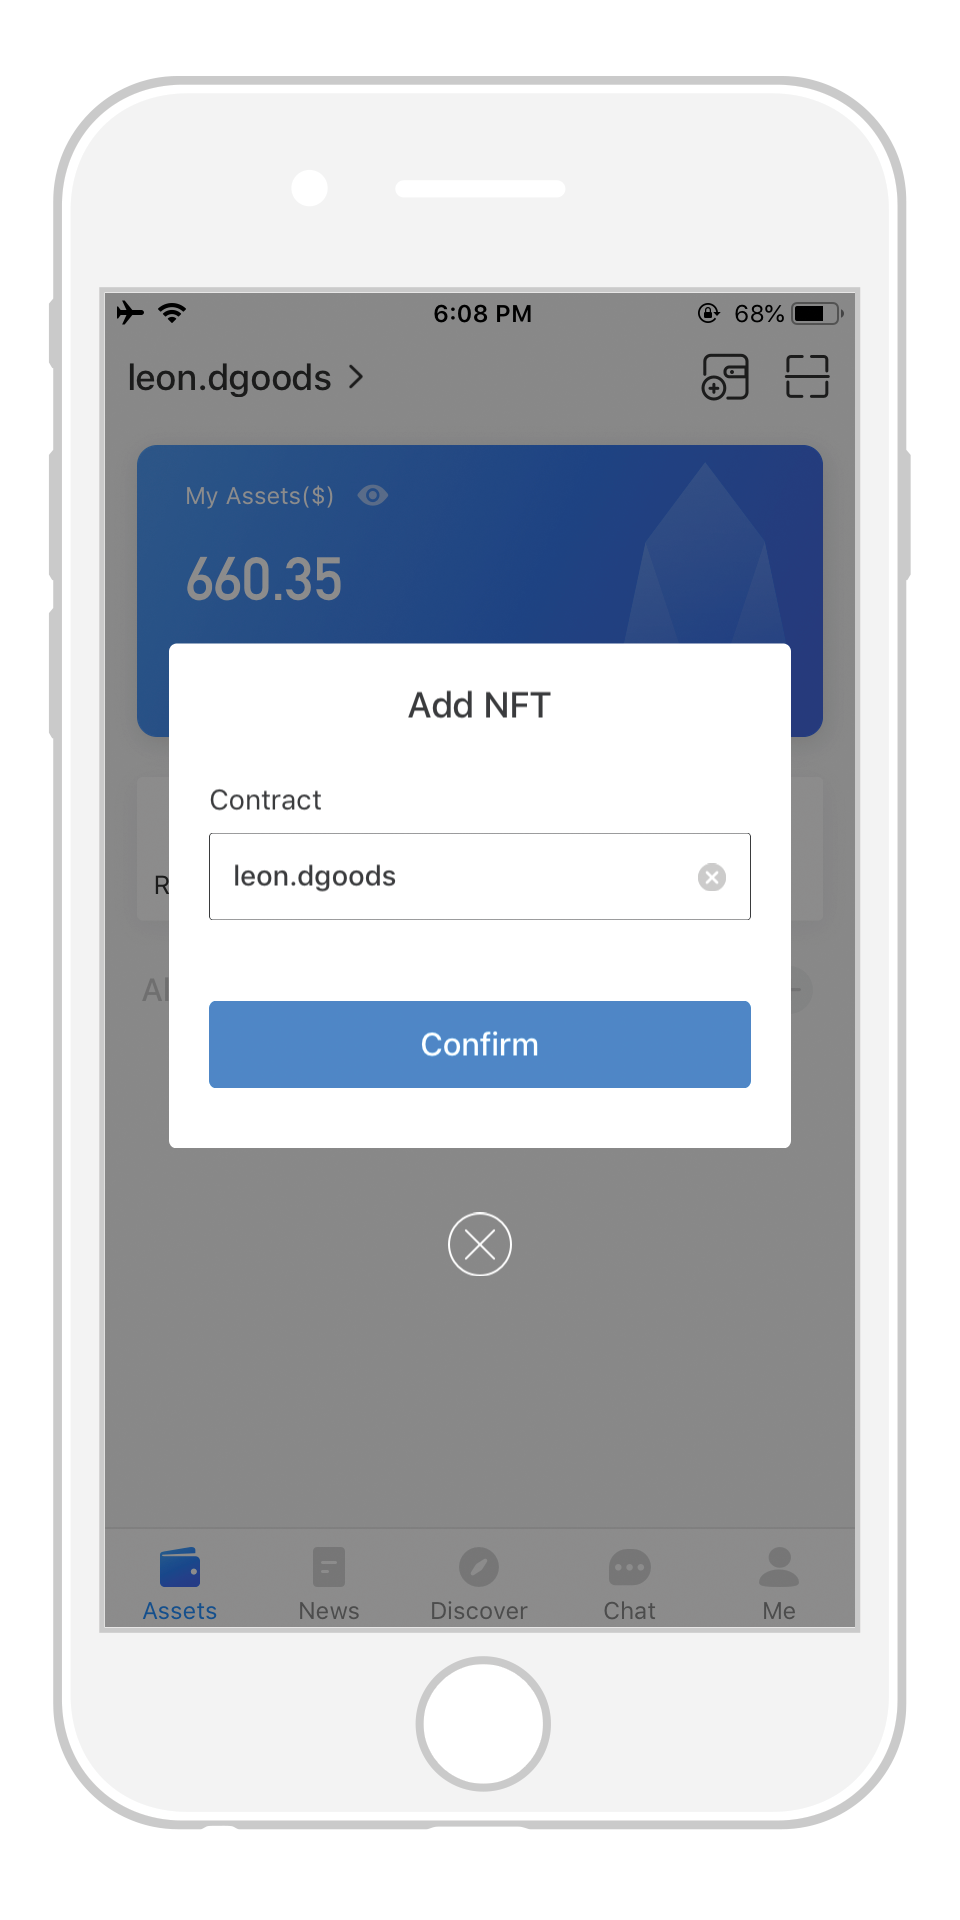 6:08 PM 68%
leon.dgoods
My Assets($)
660.35
Add NFT
Contract
leon.dgoods
Confirm
Assets News Discover Chat Me